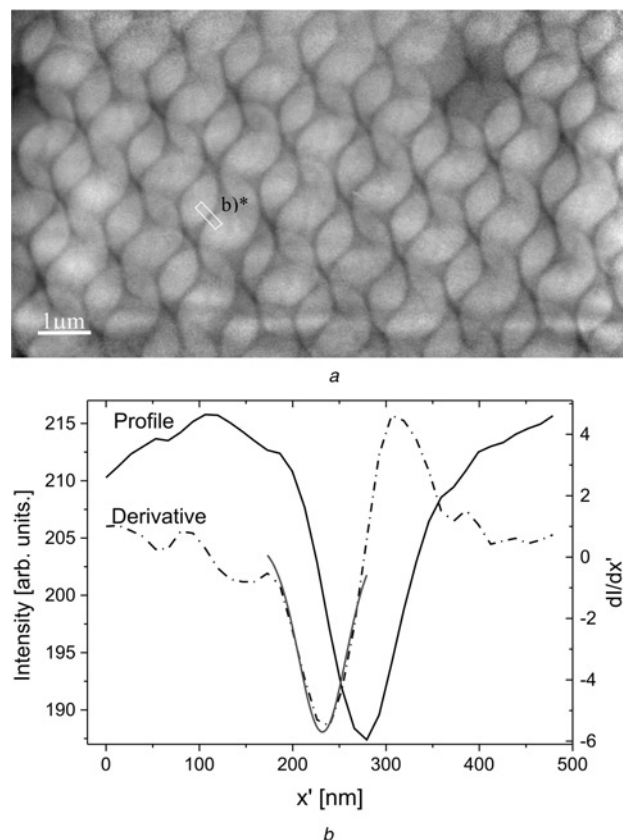 b)*
1μm
a
Profile
Derivative
Intensity [arb. units.]
215
210
205
200
195
190
4
2
0
-2
-4
-6
dI/dx'
0
100
200
300
400
500
x' [nm]
b